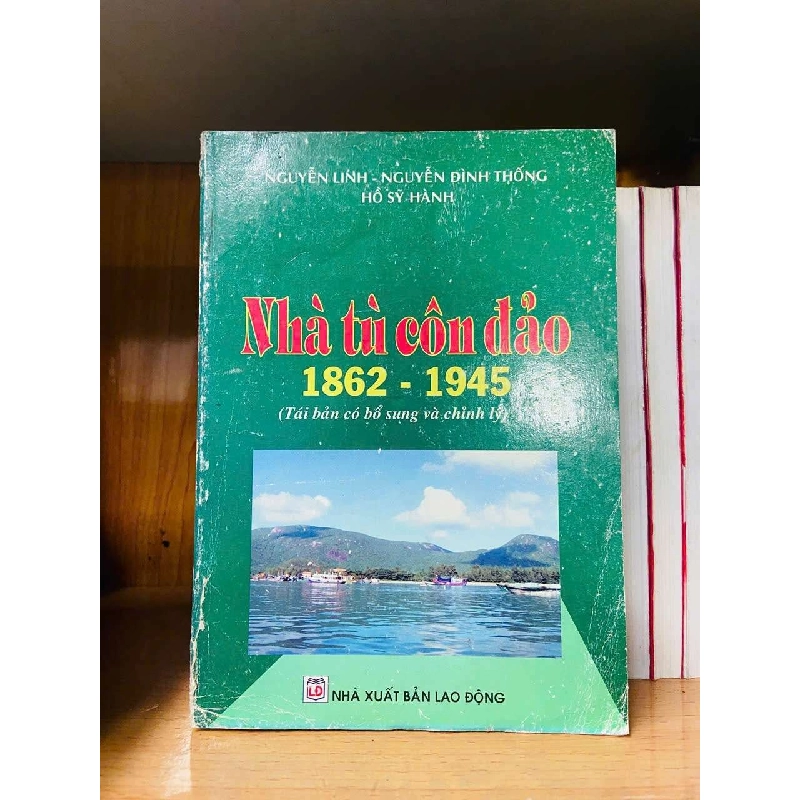 NGUYỄN LINH - NGUYỄN ĐÌNH THỐNG
HỒ SỸ HÀNH
Nhà tù côn đảo
1862 - 1945
(Tái bản có bổ sung và chỉnh lý)
LĐ
NHÀ XUẤT BẢN LAO ĐỘNG